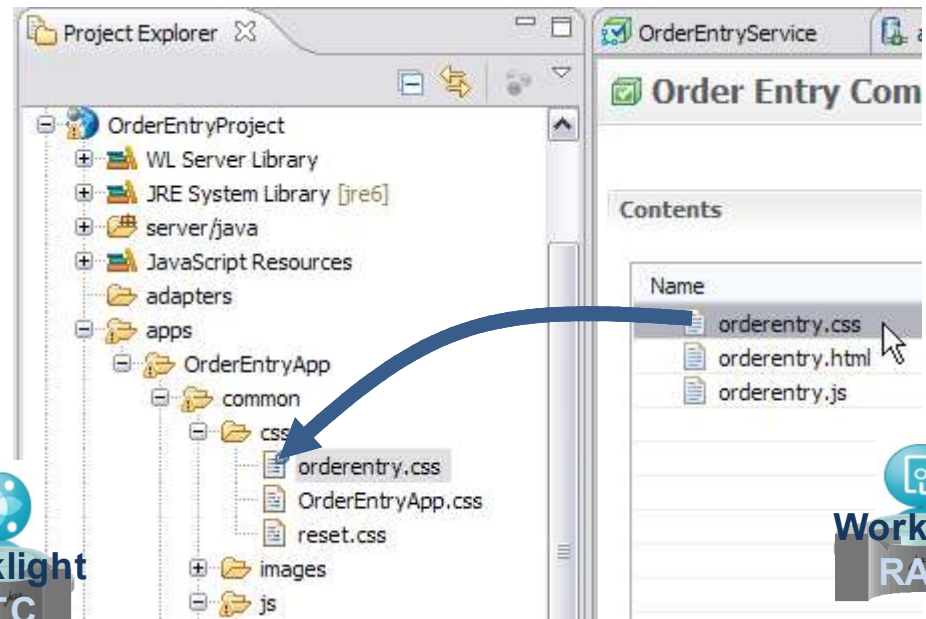 Project Explorer
OrderEntryProject
WL Server Library
JRE System Library [jre6]
server/java
JavaScript Resources
adapters
apps
OrderEntryApp
common
css
orderentry.css
OrderEntryApp.css
reset.css
images
js
OrderEntryService
Order Entry Com
Contents
Name
orderentry.css
orderentry.html
orderentry.js
klight
TC
Work
RA